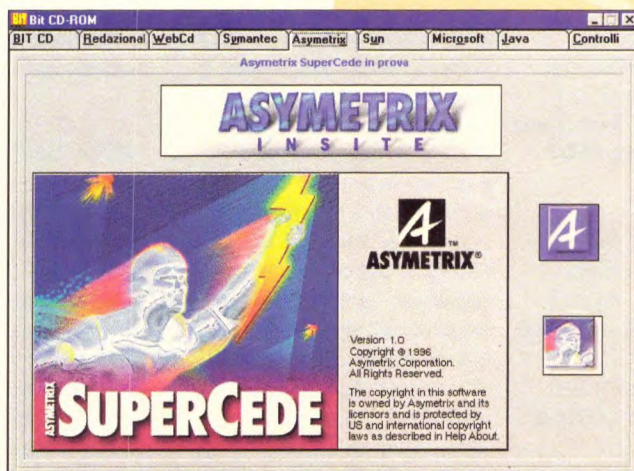 BIT Bit CD-ROM
BIT CD Redazionali WebCd Symantec Asymetrix Sun Microsoft Java Controlli
Asymetrix SuperCede in prova
ASYMETRIX
INSITE
A
™
ASYMETRIX®
Version 1.0
Copyright © 1996
Asymetrix Corporation.
All Rights Reserved.
The copyright in this software
is owned by Asymetrix and its
licensors and is protected by
US and international copyright
laws as described in Help About.
ASYMETRIX
SUPERCEDE
A